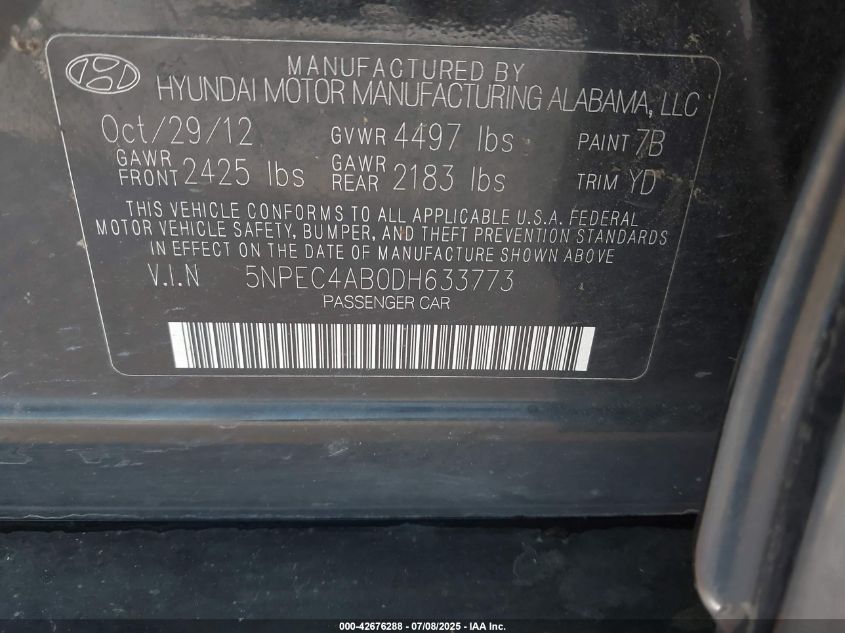 MANUFACTURED BY
HYUNDAI MOTOR MANUFACTURING ALABAMA, LLC
Oct/29/12 GVWR 4497 lbs PAINT 7B
GAWR FRONT 2425 lbs GAWR REAR 2183 lbs TRIM YD
THIS VEHICLE CONFORMS TO ALL APPLICABLE U.S.A. FEDERAL
MOTOR VEHICLE SAFETY, BUMPER, AND THEFT PREVENTION STANDARDS
IN EFFECT ON THE DATE OF MANUFACTURE SHOWN ABOVE
V.I.N 5NPEC4AB0DH633773
PASSENGER CAR
000-42676288 - 07/08/2025 - IAA Inc.